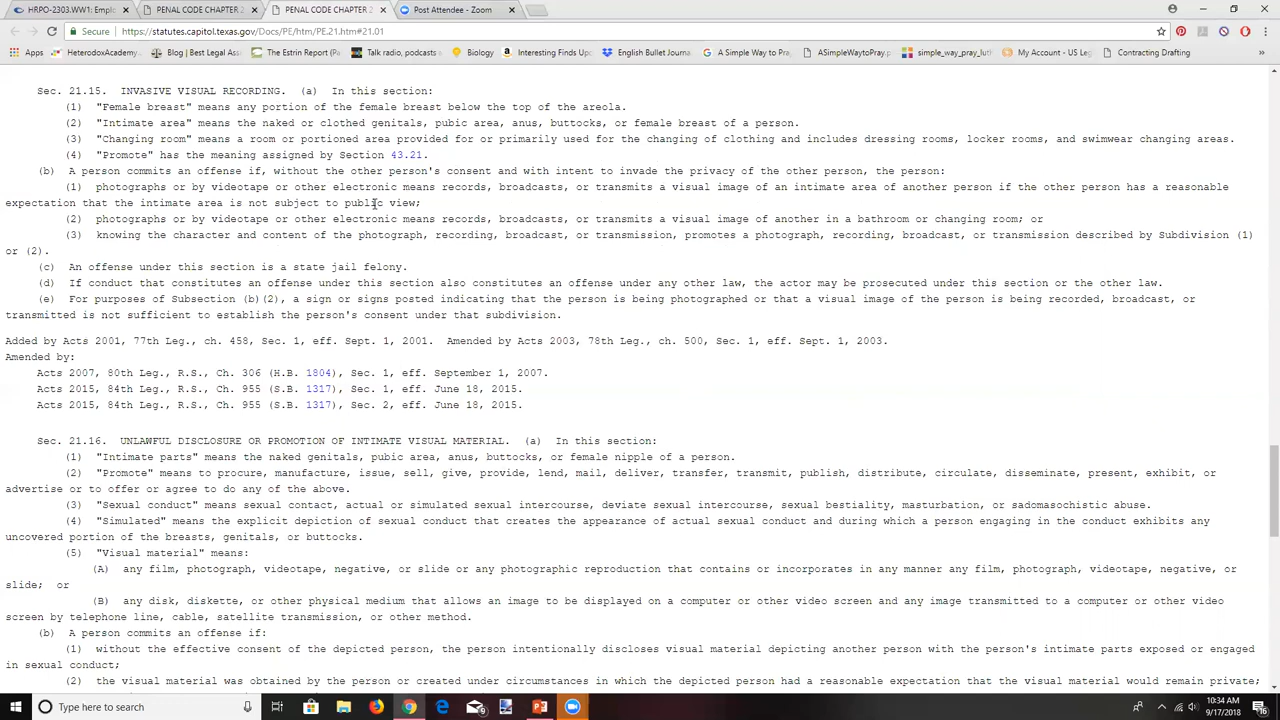 HRPO-2303.WW1: Emplo
PENAL CODE CHAPTER 2
PENAL CODE CHAPTER 2
Post Attendee - Zoom
Secure
https://statutes.capitol.texas.gov/Docs/PE/htm/PE.21.htm#21.01
Apps
HeterodoxAcademy
Blog | Best Legal Assi
The Estrin Report (Th
Talk radio, podcasts
Biology
Interesting Finds Upd
English Bullet Journa
A Simple Way to Pray
ASimpleWaytoPray.p
simple_way_pray_luth
My Account - US Leg
Contracting Drafting
Sec. 21.15. INVASIVE VISUAL RECORDING. (a) In this section:
(1) "Female breast" means any portion of the female breast below the top of the areola.
(2) "Intimate area" means the naked or clothed genitals, pubic area, anus, buttocks, or female breast of a person.
(3) "Changing room" means a room or portioned area provided for or primarily used for the changing of clothing and includes dressing rooms, locker rooms, and swimwear changing areas.
(4) "Promote" has the meaning assigned by Section 43.21.
(b) A person commits an offense if, without the other person's consent and with intent to invade the privacy of the other person, the person:
(1) photographs or by videotape or other electronic means records, broadcasts, or transmits a visual image of an intimate area of another person if the other person has a reasonable
expectation that the intimate area is not subject to public view;
(2) photographs or by videotape or other electronic means records, broadcasts, or transmits a visual image of another in a bathroom or changing room; or
(3) knowing the character and content of the photograph, recording, broadcast, or transmission, promotes a photograph, recording, broadcast, or transmission described by Subdivision (1)
or (2).
(c) An offense under this section is a state jail felony.
(d) If conduct that constitutes an offense under this section also constitutes an offense under any other law, the actor may be prosecuted under this section or the other law.
(e) For purposes of Subsection (b)(2), a sign or signs posted indicating that the person is being photographed or that a visual image of the person is being recorded, broadcast, or
transmitted is not sufficient to establish the person's consent under that subdivision.
Added by Acts 2001, 77th Leg., ch. 458, Sec. 1, eff. Sept. 1, 2001. Amended by Acts 2003, 78th Leg., ch. 500, Sec. 1, eff. Sept. 1, 2003.
Amended by:
Acts 2007, 80th Leg., R.S., Ch. 306 (H.B. 1804), Sec. 1, eff. September 1, 2007.
Acts 2015, 84th Leg., R.S., Ch. 955 (S.B. 1317), Sec. 1, eff. June 18, 2015.
Acts 2015, 84th Leg., R.S., Ch. 955 (S.B. 1317), Sec. 2, eff. June 18, 2015.
Sec. 21.16. UNLAWFUL DISCLOSURE OR PROMOTION OF INTIMATE VISUAL MATERIAL. (a) In this section:
(1) "Intimate parts" means the naked genitals, pubic area, anus, buttocks, or female nipple of a person.
(2) "Promote" means to procure, manufacture, issue, sell, give, provide, lend, mail, deliver, transfer, transmit, publish, distribute, circulate, disseminate, present, exhibit, or
advertise or to offer or agree to do any of the above.
(3) "Sexual conduct" means sexual contact, actual or simulated sexual intercourse, deviate sexual intercourse, sexual bestiality, masturbation, or sadomasochistic abuse.
(4) "Simulated" means the explicit depiction of sexual conduct that creates the appearance of actual sexual conduct and during which a person engaging in the conduct exhibits any
uncovered portion of the breasts, genitals, or buttocks.
(5) "Visual material" means:
(A) any film, photograph, videotape, negative, or slide or any photographic reproduction that contains or incorporates in any manner any film, photograph, videotape, negative, or
slide; or
(B) any disk, diskette, or other physical medium that allows an image to be displayed on a computer or other video screen and any image transmitted to a computer or other video
screen by telephone line, cable, satellite transmission, or other method.
(b) A person commits an offense if:
(1) without the effective consent of the depicted person, the person intentionally discloses visual material depicting another person with the person's intimate parts exposed or engaged
in sexual conduct;
(2) the visual material was obtained by the person or created under circumstances in which the depicted person had a reasonable expectation that the visual material would remain private;
Type here to search
10:34 AM
9/17/2018